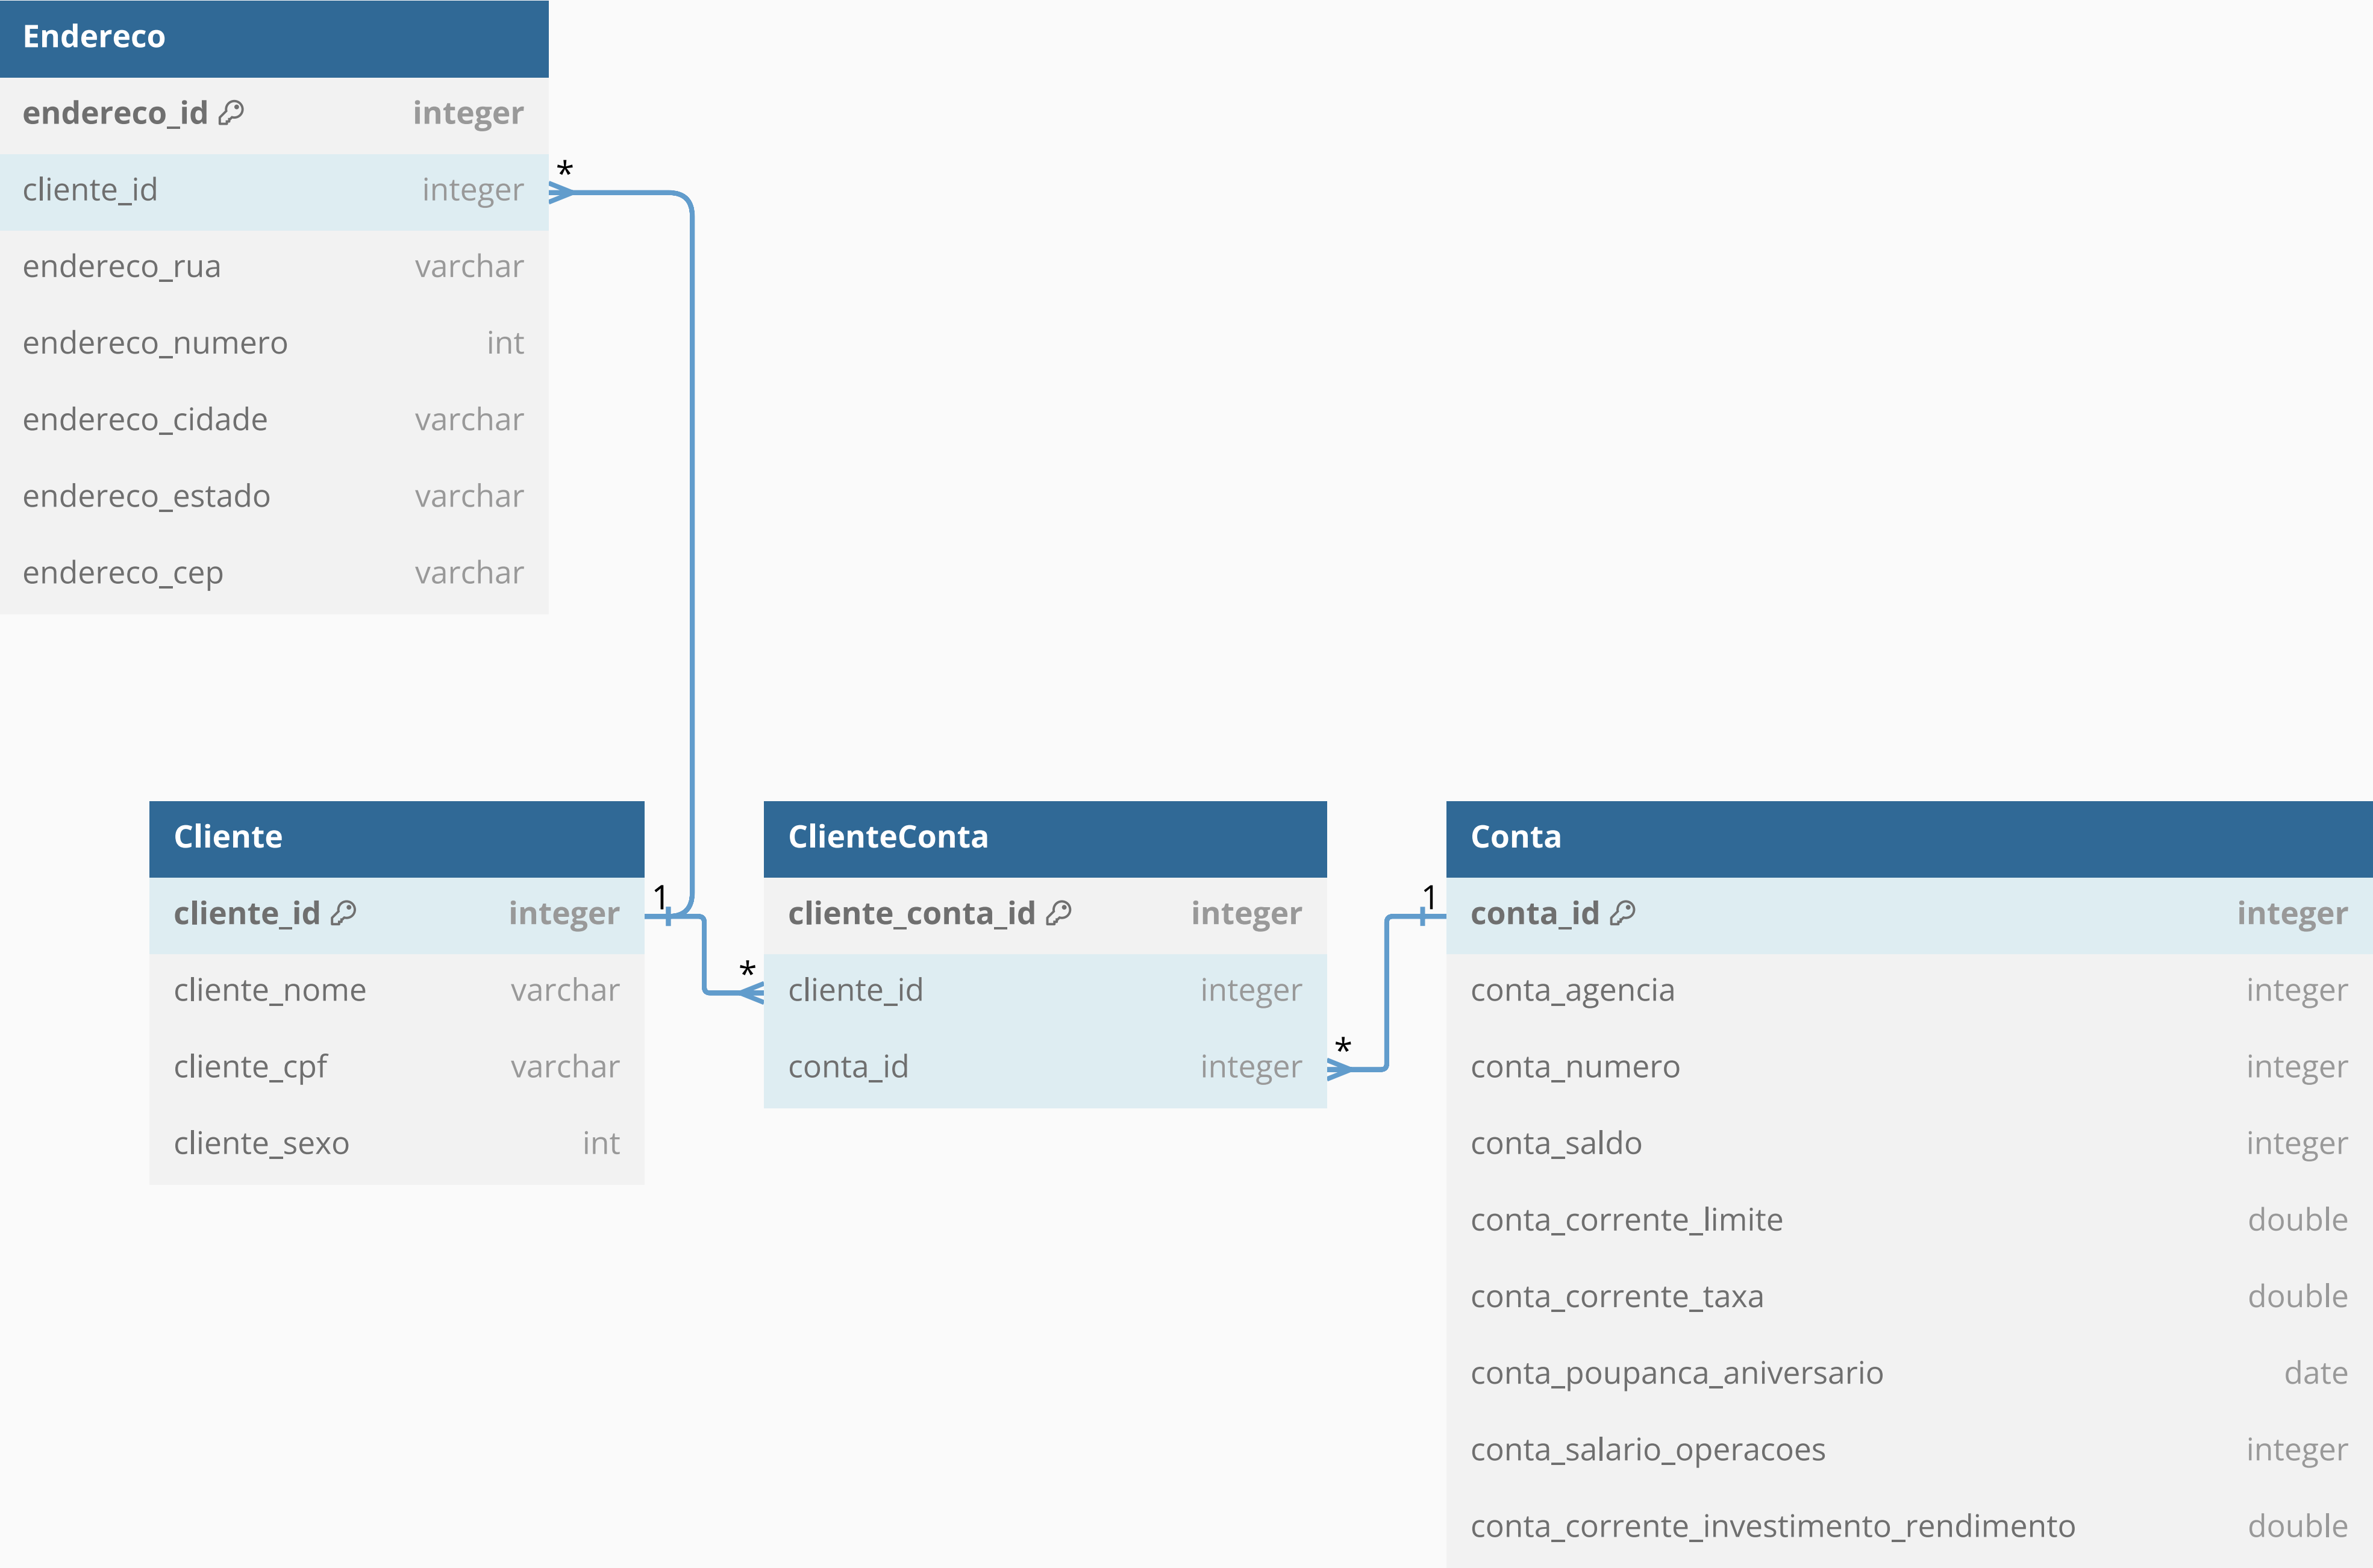 Endereco
endereco_id integer
*
cliente_id integer
endereco_rua varchar
endereco_numero int
endereco_cidade varchar
endereco_estado varchar
endereco_cep varchar
Cliente
cliente_id integer
1
cliente_nome varchar
cliente_cpf varchar
cliente_sexo int
ClienteConta
cliente_conta_id integer
*
cliente_id integer
conta_id integer
*
Conta
1
conta_id integer
conta_agencia integer
conta_numero integer
conta_saldo integer
conta_corrente_limite double
conta_corrente_taxa double
conta_poupanca_aniversario date
conta_salario_operacoes integer
conta_corrente_investimento_rendimento double